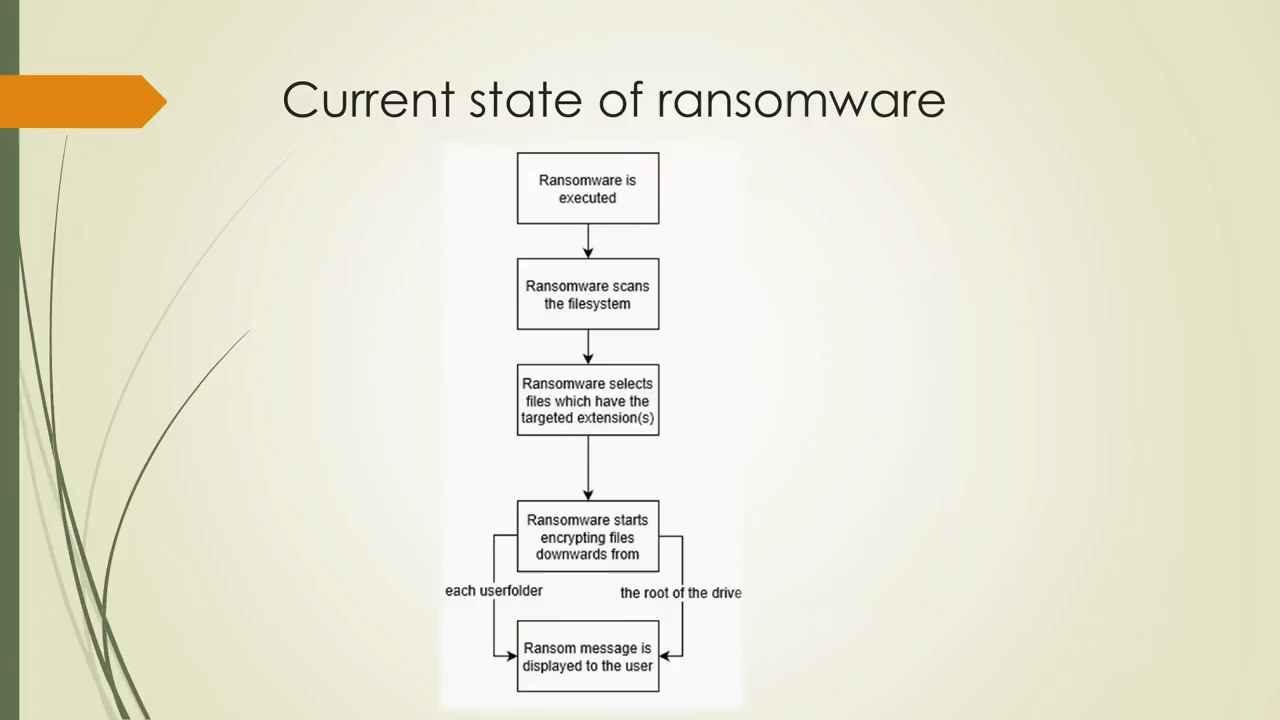 Current state of ransomware
Ransomware is
executed
Ransomware scans
the filesystem
Ransomware selects
files which have the
targeted extension(s)
Ransomware starts
encrypting files
downwards from
each userfolder
the root of the drive
Ransom message is
displayed to the user